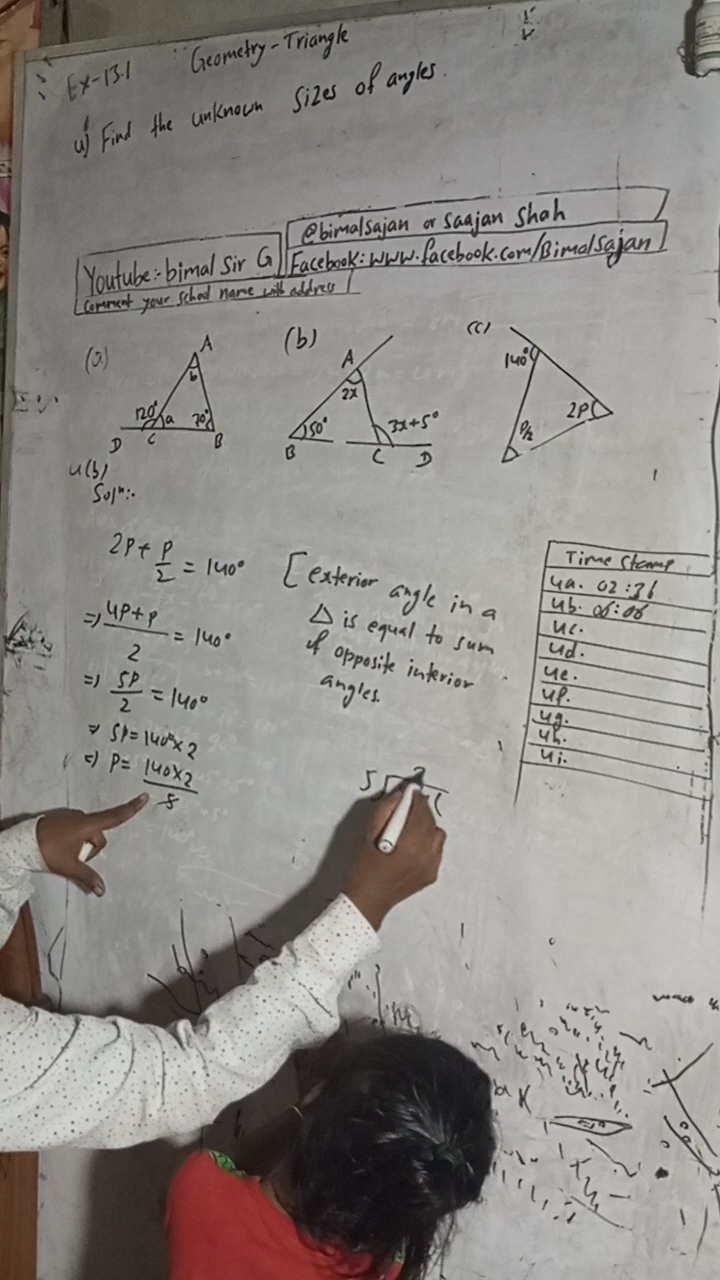 Ex-13.1 Geometry-Triangle
4) Find the unknown sizes of angles.
Youtube:- bimal Sir G
@bimalsajan or Saajan Shah
Facebook: www.facebook.com/Bimalsajan
Comment your school name with address
(a)
A
b
120°
a
70°
D
C
B
(b)
A
2x
50°
3x+5°
B
C
D
(c)
140°
2P
P/2
4(b)
Soln:-
2P + P/2 = 140°
[exterior angle in a
Δ is equal to sum
of opposite interior
angles.
=) 4P+P/2 = 140°
=) 5P/2 = 140°
=) 5P = 140° x 2
=) P = 140x2/5
5
Time Stamp
4a. 02:36
4b. 06:06
4c.
4d.
4e.
4f.
4g.
4h.
4i.